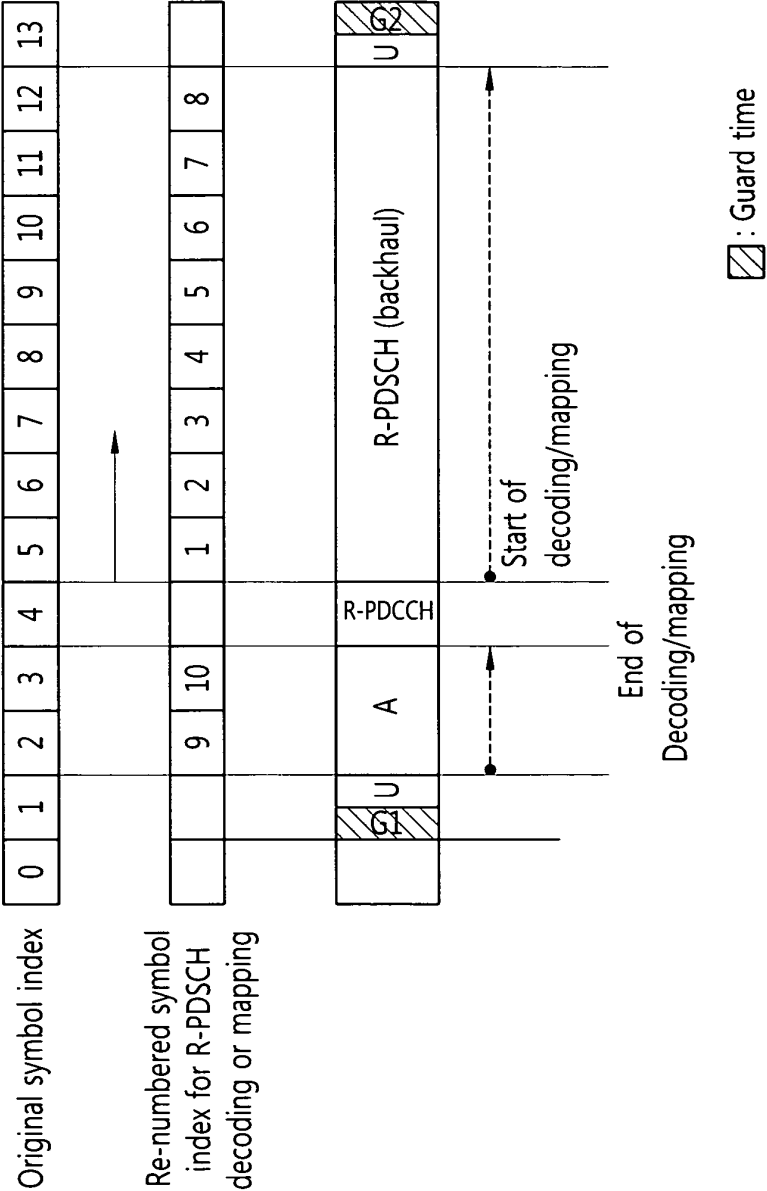 Original symbol index
0 1 2 3 4 5 6 7 8 9 10 11 12 13
Re-numbered symbol
index for R-PDSCH
decoding or mapping
9 10 1 2 3 4 5 6 7 8
G1 U A R-PDCCH R-PDSCH (backhaul) U G2
Start of
decoding/mapping
End of
Decoding/mapping
: Guard time